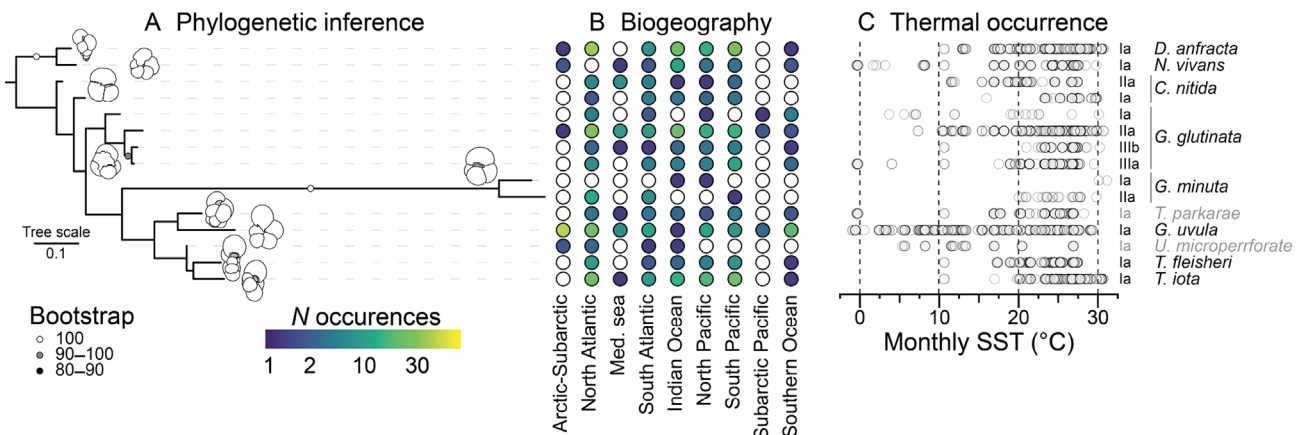 A Phylogenetic inference
B Biogeography
C Thermal occurrence
Ia D. anfracta
Ia N. vivans
IIa
C. nitida
Ia
Ia
IIa
G. glutinata
IIIb
IIIa
Ia
G. minuta
IIa
Ia T. parkarae
Ia G. uvula
Ia U. microperrforate
Ia T. fleisheri
Ia T. iota
Tree scale
0.1
Bootstrap
100
90–100
80–90
N occurences
1 2 10 30
Arctic-Subarctic
North Atlantic
Med. sea
South Atlantic
Indian Ocean
North Pacific
South Pacific
Subarctic Pacific
Southern Ocean
0 10 20 30
Monthly SST (°C)